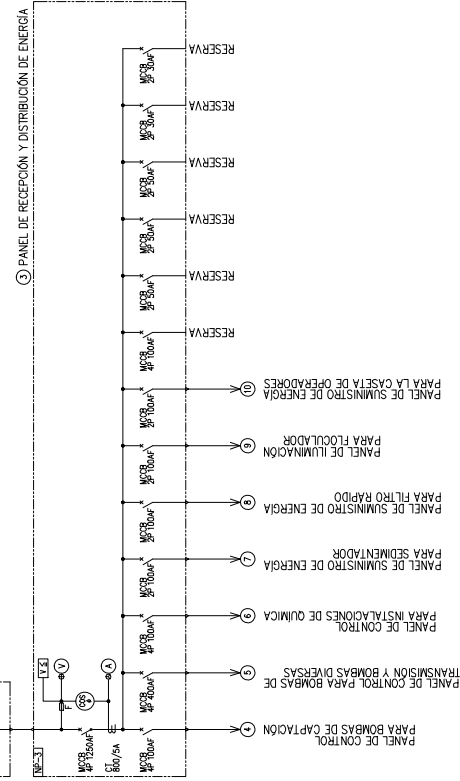 ③ PANEL DE RECEPCIÓN Y DISTRIBUCIÓN DE ENERGÍA
MCCB
2P 30AF
RESERVA
MCCB
2P 30AF
RESERVA
MCCB
2P 50AF
RESERVA
MCCB
2P 50AF
RESERVA
MCCB
2P 50AF
RESERVA
MCCB
4P 100AF
RESERVA
MCCB
2P 100AF
⑩
PANEL DE SUMINISTRO DE ENERGÍA
PARA LA CASETA DE OPERADORES
MCCB
2P 100AF
⑨
PANEL DE ILUMINACIÓN
PARA FLOCULADOR
MCCB
2P 100AF
⑧
PANEL DE SUMINISTRO DE ENERGÍA
PARA FILTRO RÁPIDO
MCCB
2P 100AF
⑦
PANEL DE SUMINISTRO DE ENERGÍA
PARA SEDIMENTADOR
MCCB
4P 100AF
⑥
PANEL DE CONTROL
PARA INSTALACIONES DE QUÍMICA
MCCB
4P 400AF
⑤
PANEL DE CONTROL PARA BOMBAS DE
TRANSMISIÓN Y BOMBAS DIVERSAS
MCCB
4P 100AF
④
PANEL DE CONTROL
PARA BOMBAS DE CAPTACIÓN
NP-3
MCCB
4P 1250AF
CT
800/5A
F
V
A
COS